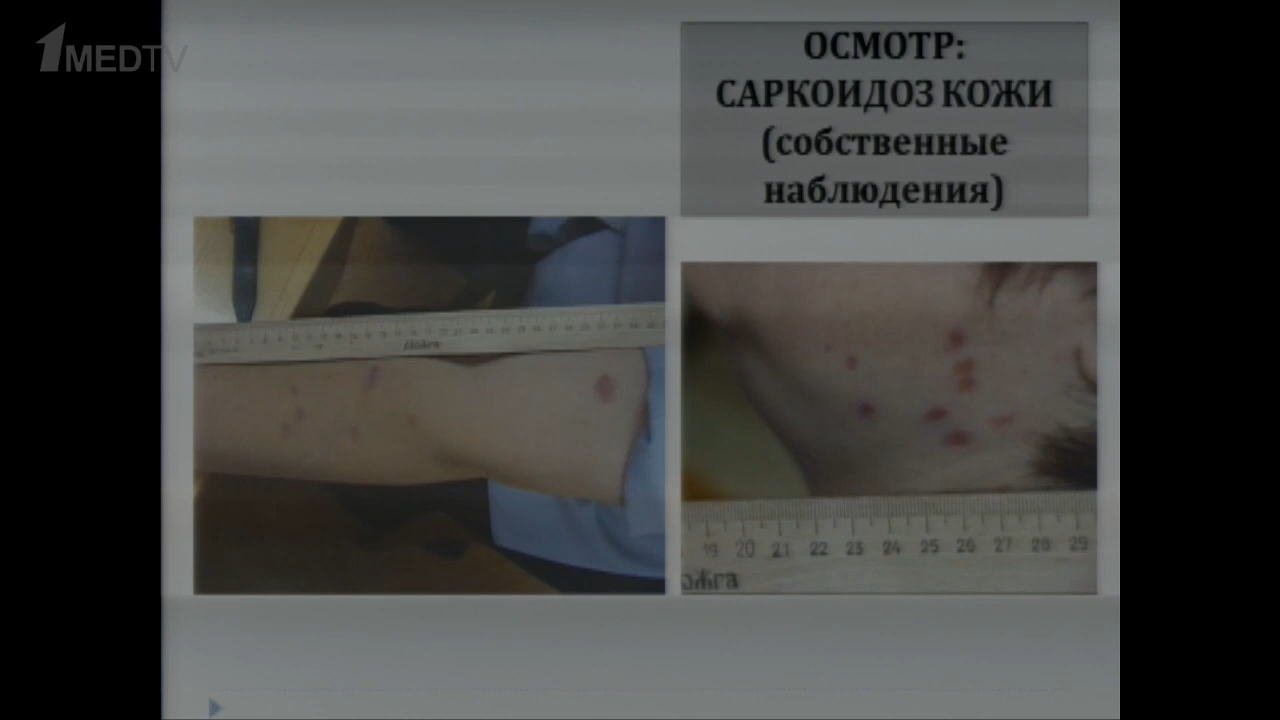 1MEDTV
ОСМОТР:
САРКОИДОЗ КОЖИ
(собственные
наблюдения)
19 20 21 22 23 24 25 26 27 28 29